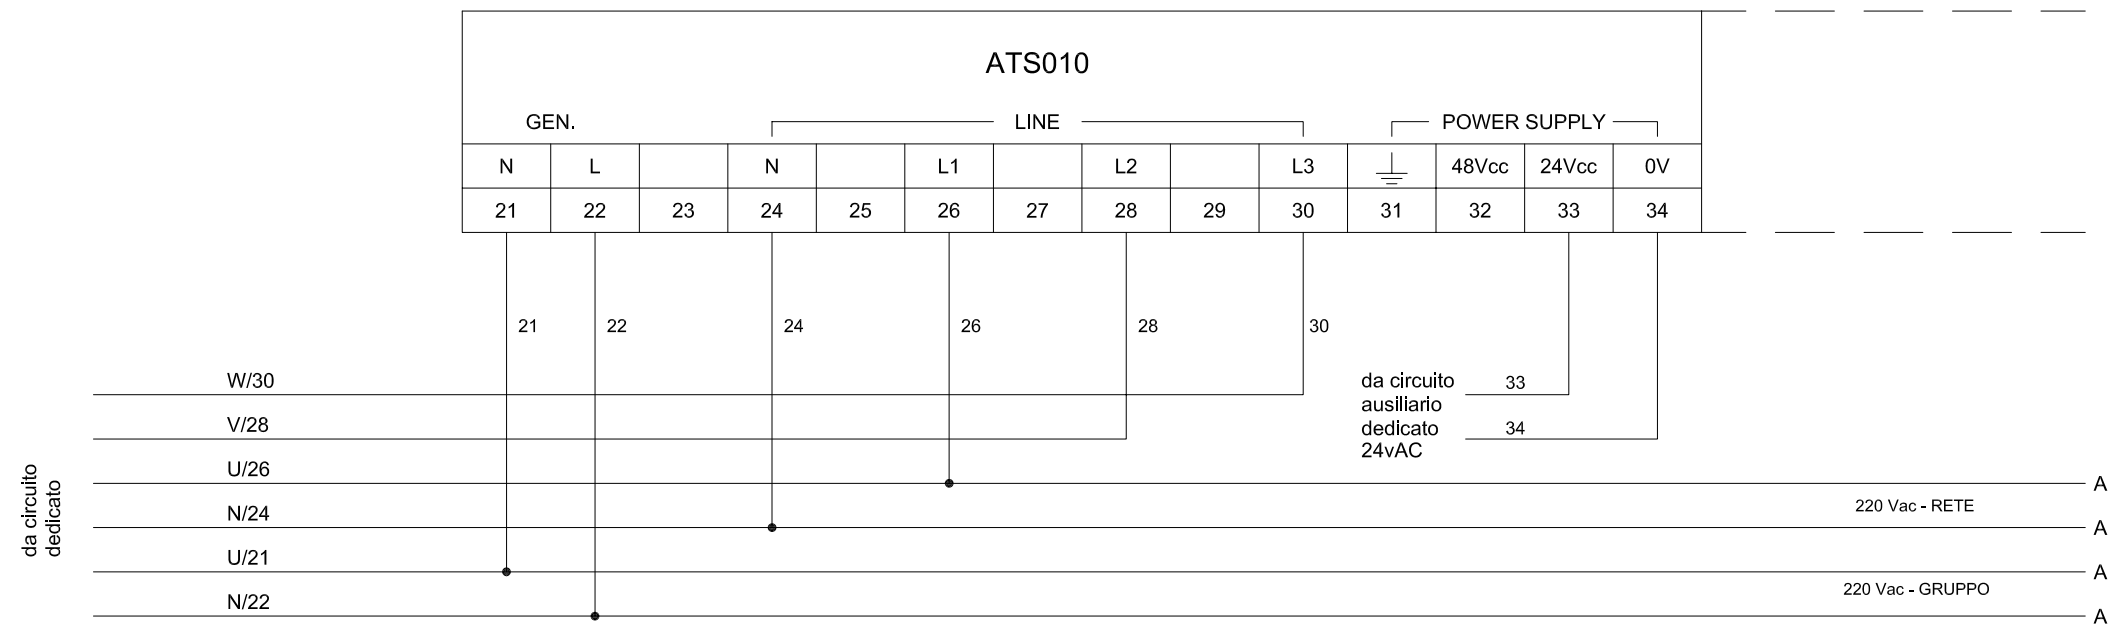 ATS010
GEN. LINE POWER SUPPLY
N L N L1 L2 L3 48Vcc 24Vcc 0V
21 22 23 24 25 26 27 28 29 30 31 32 33 34
21 22 24 26 28 30
W/30
V/28
U/26
N/24
U/21
N/22
da circuito
dedicato
da circuito
ausiliario
dedicato
24vAC
33
34
A
220 Vac - RETE
A
A
220 Vac - GRUPPO
A